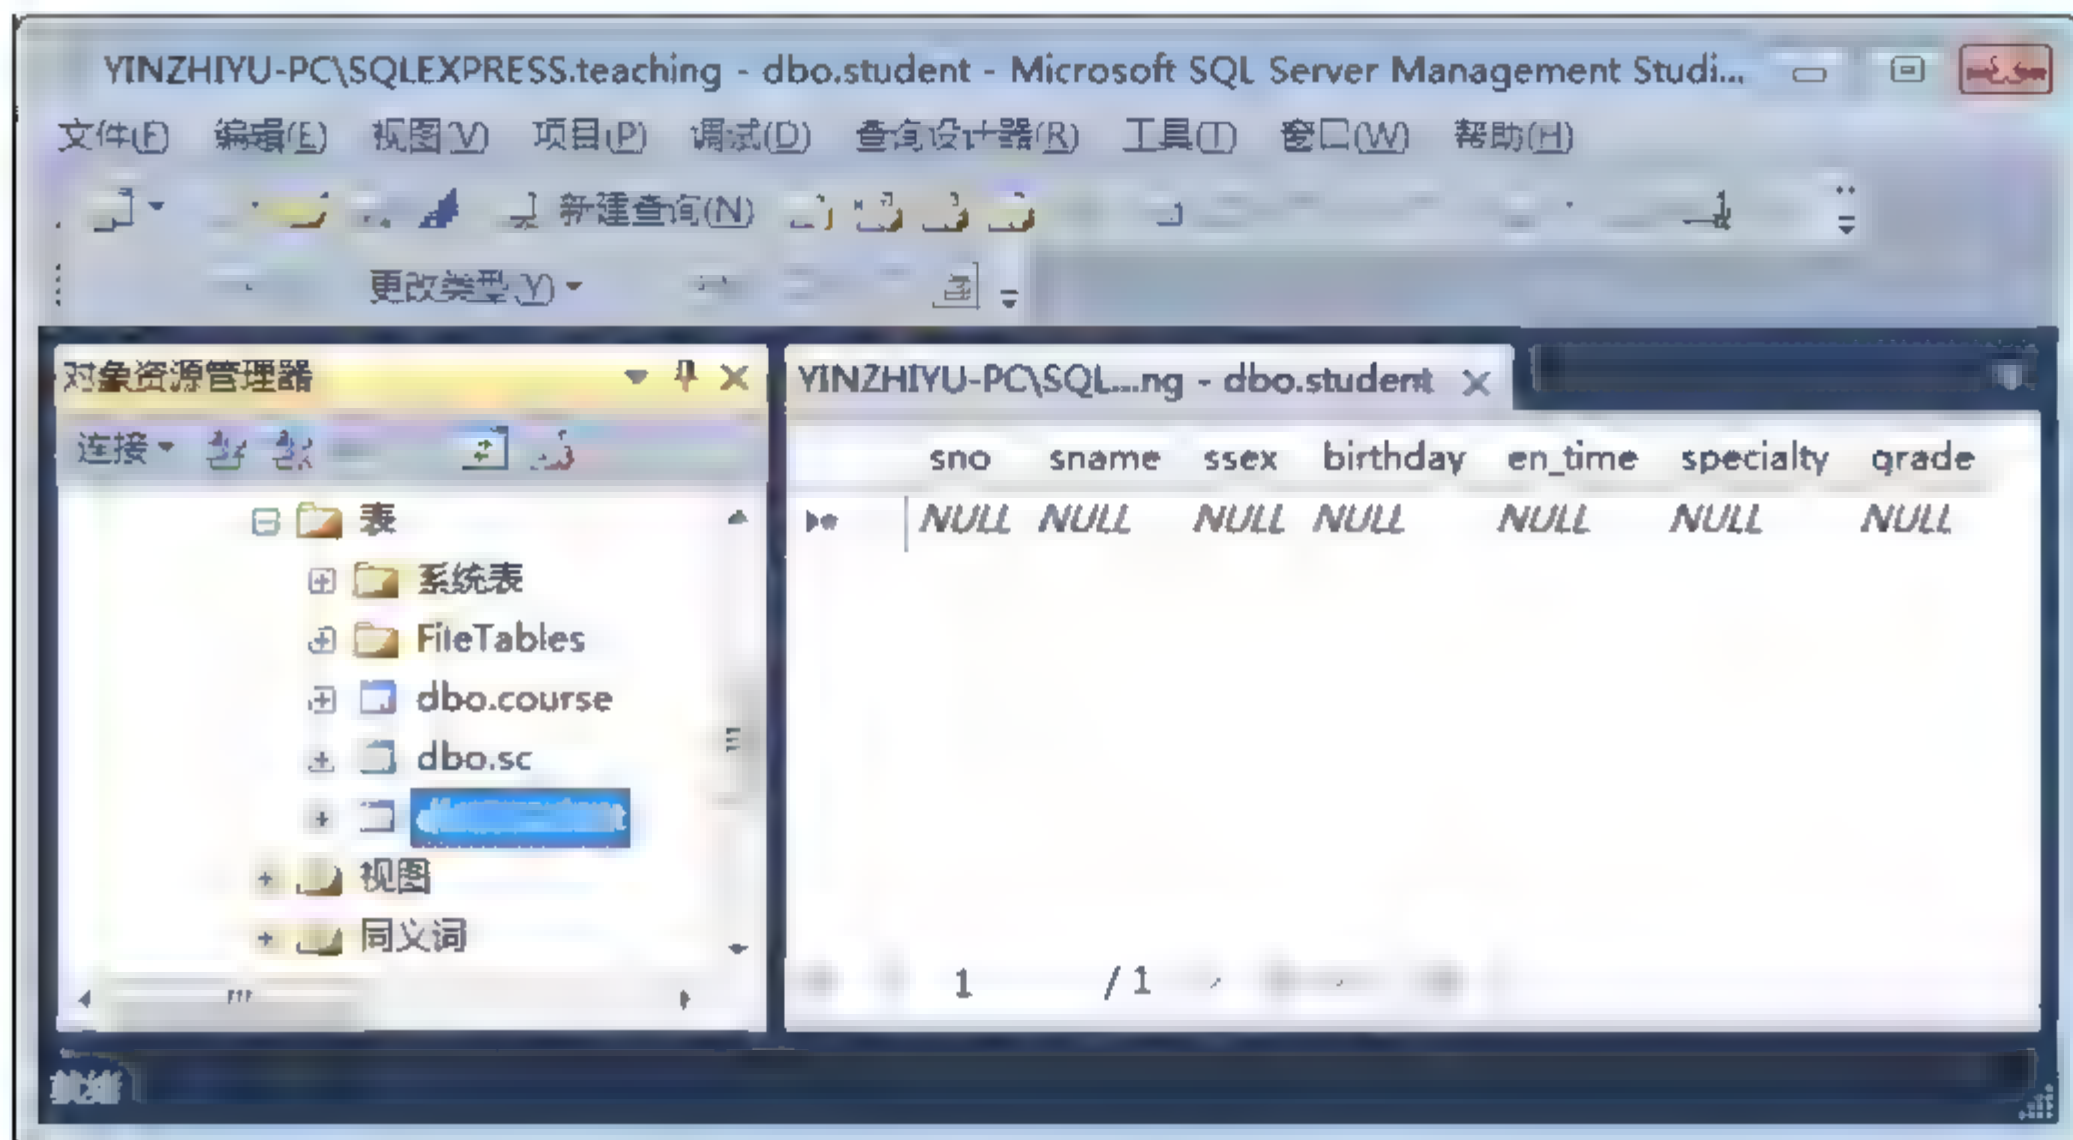 YINZHIYU-PC\SQLEXPRESS.teaching - dbo.student - Microsoft SQL Server Management Studi...
文件(F) 编辑(E) 视图(V) 项目(P) 调试(D) 查询设计器(R) 工具(T) 窗口(W) 帮助(H)
新建查询(N)
更改类型(Y)
对象资源管理器
连接
表
系统表
FileTables
dbo.course
dbo.sc
视图
同义词
YINZHIYU-PC\SQL...ng - dbo.student
sno sname ssex birthday en_time specialty grade
NULL NULL NULL NULL NULL NULL NULL
1 / 1
就绪